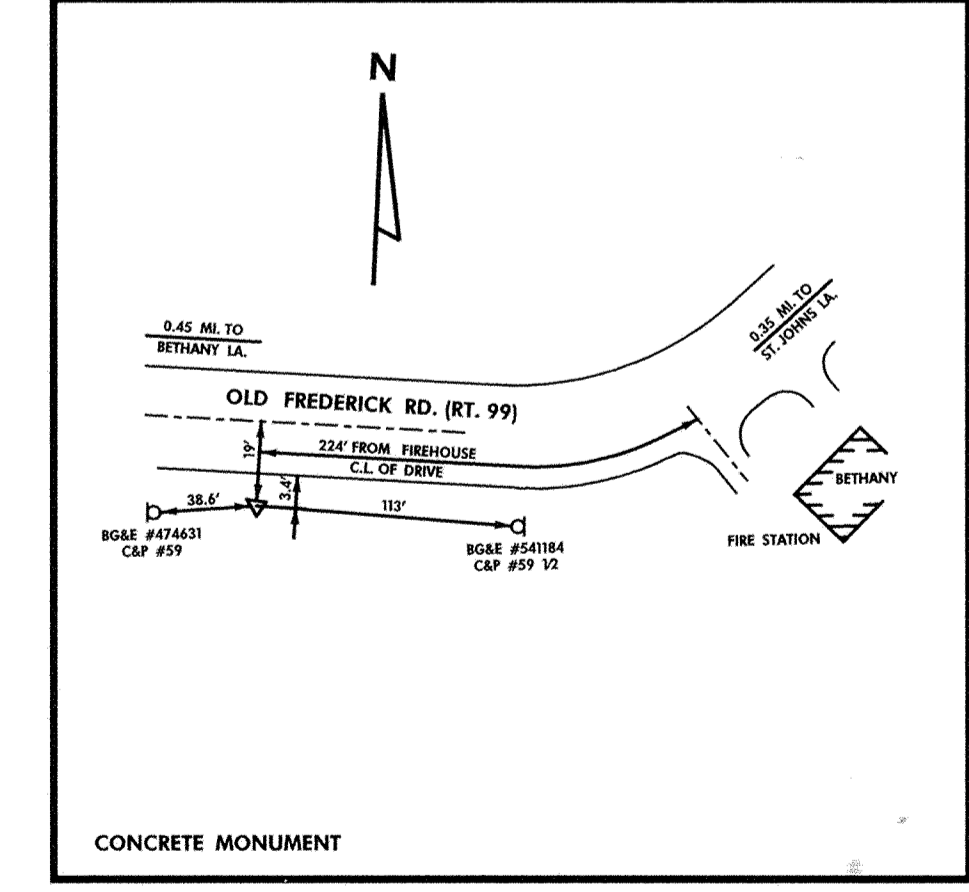 N
0.45 MI. TO
BETHANY LA.
0.35 MI. TO
ST. JOHNS LA.
OLD FREDERICK RD. (RT. 99)
19'
224' FROM FIREHOUSE
C.L. OF DRIVE
3.4'
38.6'
113'
BETHANY
FIRE STATION
BG&E #474631
C&P #59
BG&E #541184
C&P #59 1/2
CONCRETE MONUMENT